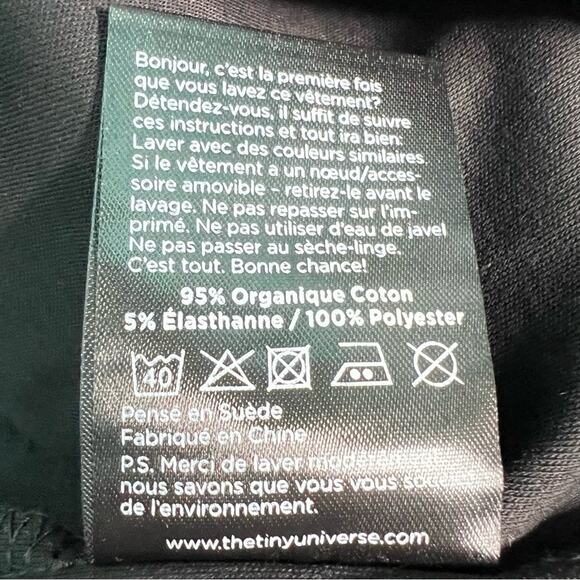 Bonjour, c'est la première fois
que vous lavez ce vêtement?
Détendez-vous, il suffit de suivre
ces instructions et tout ira bien:
Laver avec des couleurs similaires.
Si le vêtement à un nœud/acces-
soire amovible - retirez-le avant le
lavage. Ne pas repasser sur l'im-
primé. Ne pas utiliser d'eau de javel
Ne pas passer au sèche-linge.
C'est tout. Bonne chance!
95% Organique Coton
5% Élasthanne / 100% Polyester
40
Pensé en Suède
Fabriqué en Chine
P.S. Merci de laver
nous savons que vous vous
de l'environnement.
www.thetinyuniverse.com